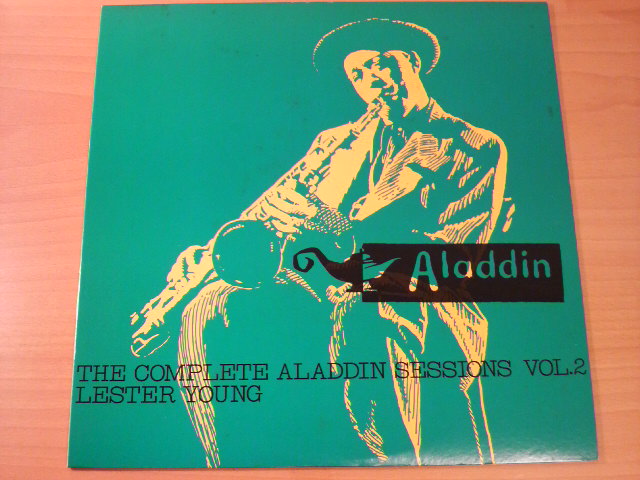 Aladdin
THE COMPLETE ALADDIN SESSIONS VOL.2
LESTER YOUNG